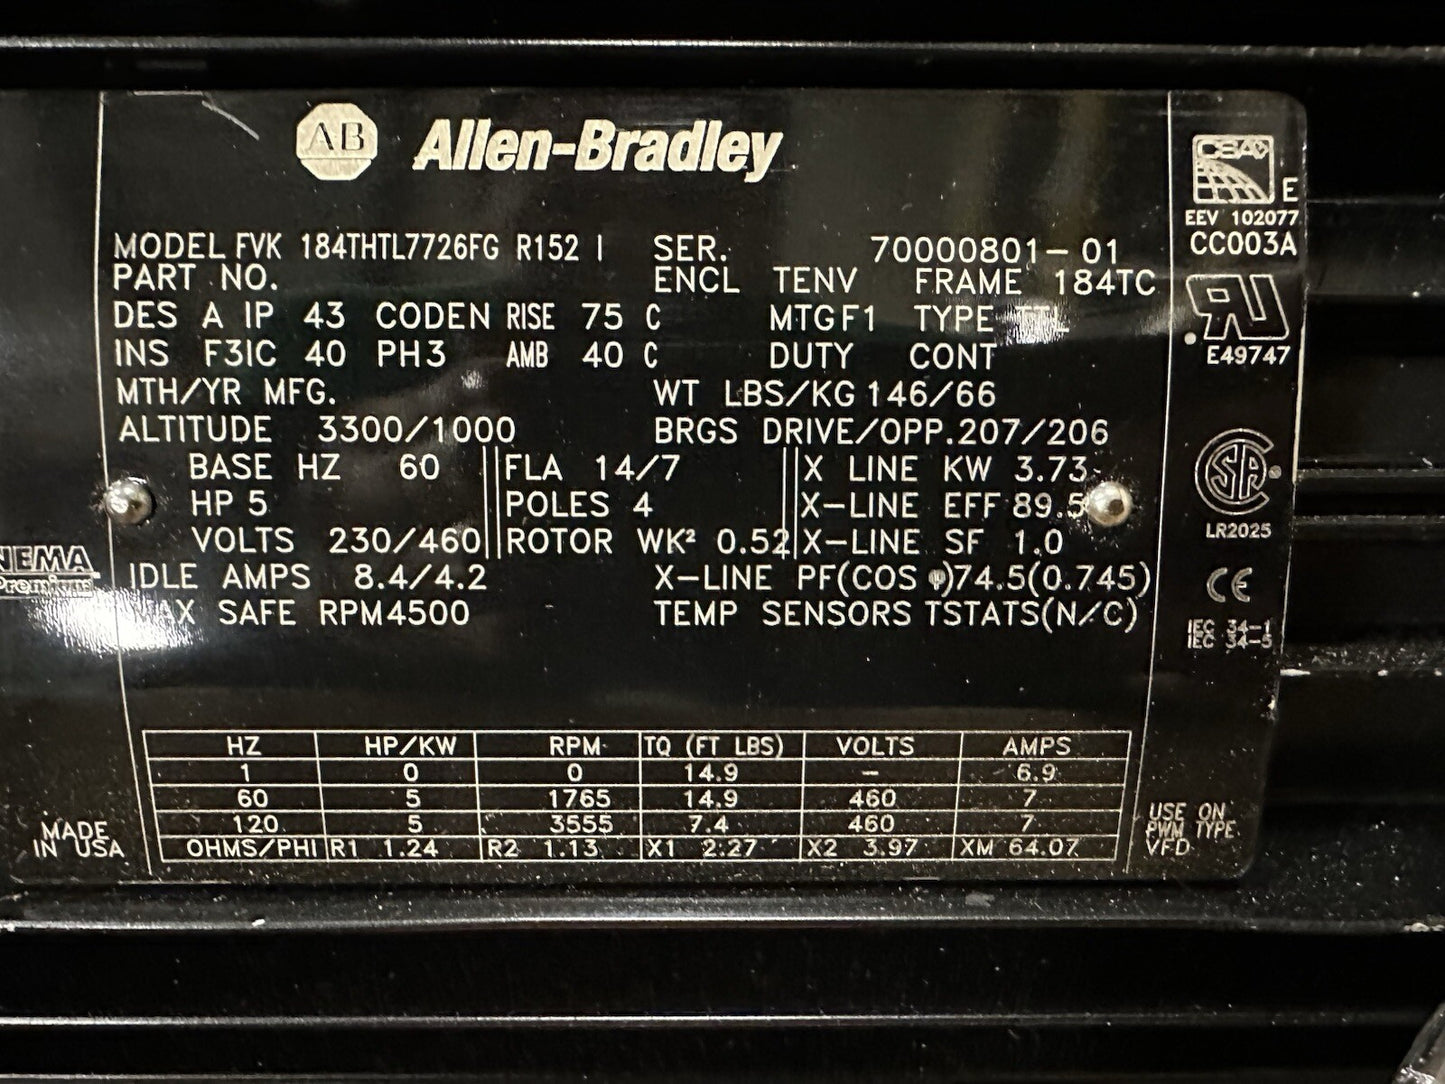 AB Allen-Bradley
MODEL FVK 184THTL7726FG R152 I SER. 70000801-01
PART NO. ENCL TENV FRAME 184TC
DES A IP 43 CODEN RISE 75 C MTGF1 TYPE TTL
INS F3IC 40 PH3 AMB 40 C DUTY CONT
MTH/YR MFG. WT LBS/KG 146/66
ALTITUDE 3300/1000 BRGS DRIVE/OPP.207/206
BASE HZ 60 FLA 14/7 X LINE KW 3.73
HP 5 POLES 4 X-LINE EFF 89.5
VOLTS 230/460 ROTOR WK² 0.52 X-LINE SF 1.0
IDLE AMPS 8.4/4.2 X-LINE PF(COS φ)74.5(0.745)
MAX SAFE RPM4500 TEMP SENSORS TSTATS(N/C)
HZ HP/KW RPM TQ (FT LBS) VOLTS AMPS
1 0 0 14.9 – 6.9
60 5 1765 14.9 460 7
120 5 3555 7.4 460 7
OHMS/PHI R1 1.24 R2 1.13 X1 2.27 X2 3.97 XM 64.07
NEMA
Premium
MADE
IN USA
CSA E
EEV 102077
CC003A
RU
E49747
SA
LR2025
CE
IEC 34-1
IEC 34-5
USE ON
PWM TYPE
VFD